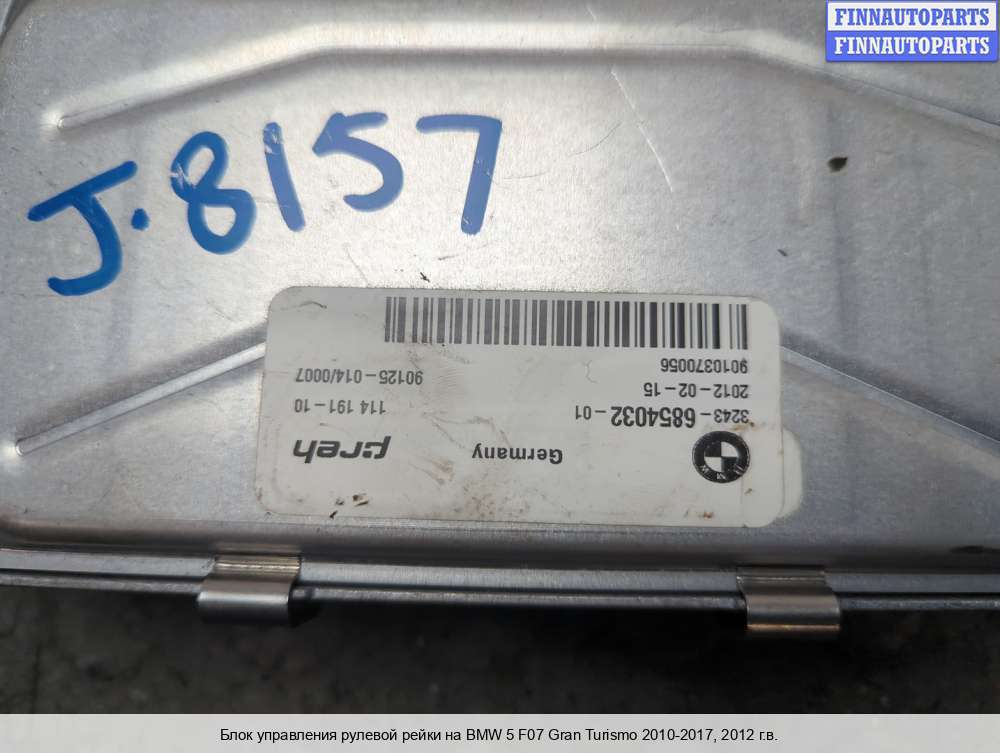 FINNAUTOPARTS
FINNAUTOPARTS
J.8157
BMW
Germany
preh
3243-6854032-01
114 191-10
2012-02-15
90125-014/0007
9010370056
Блок управления рулевой рейки на BMW 5 F07 Gran Turismo 2010-2017, 2012 г.в.